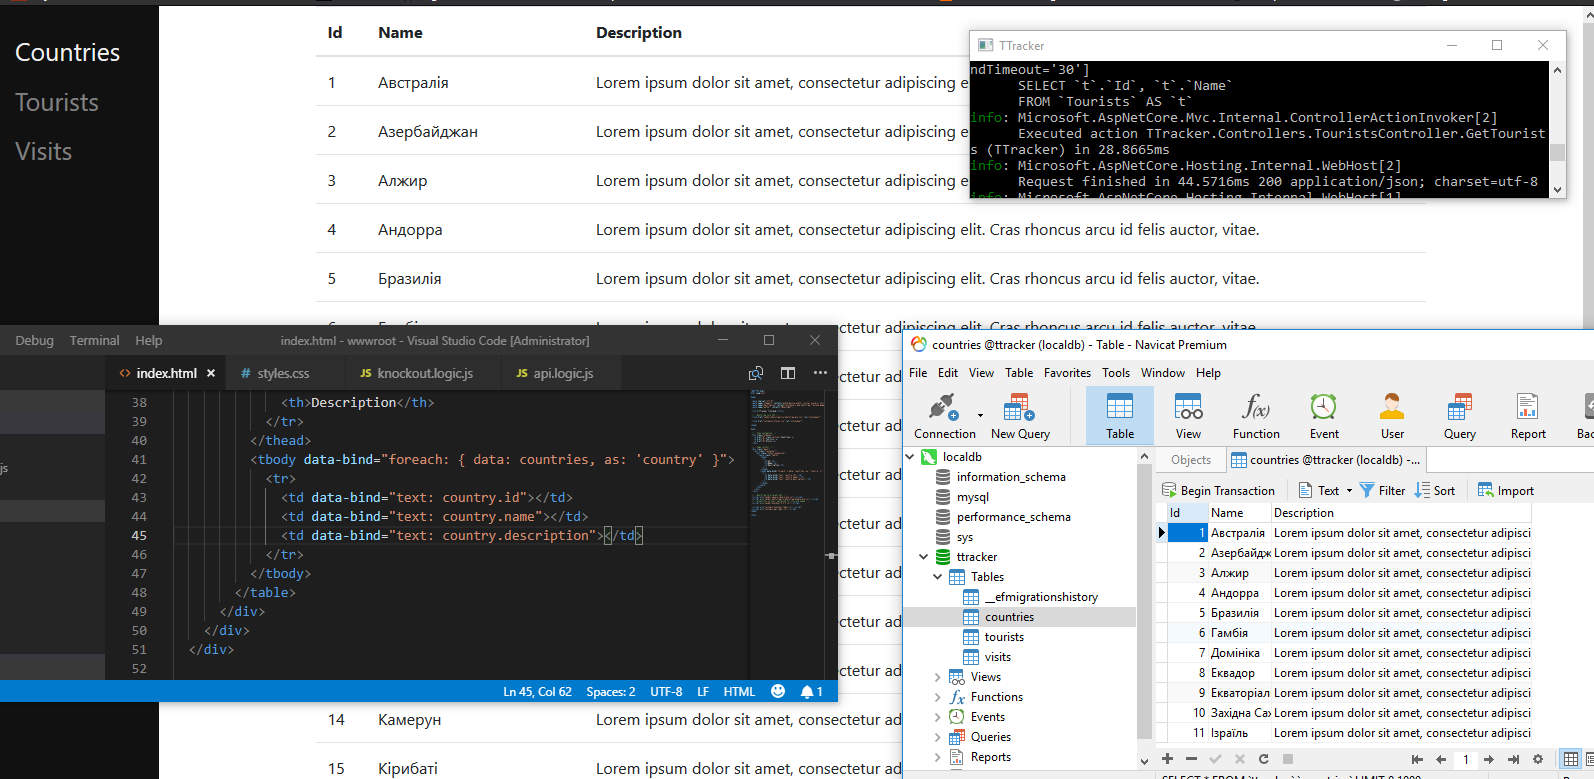 Countries
Tourists
Visits
Id Name Description
1 Австралія Lorem ipsum dolor sit amet, consectetur adipiscing e
2 Азербайджан Lorem ipsum dolor sit amet, consectetur adipiscing e
3 Алжир Lorem ipsum dolor sit amet, consectetur adipiscing e
4 Андорра Lorem ipsum dolor sit amet, consectetur adipiscing elit. Cras rhoncus arcu id felis auctor, vitae.
5 Бразилія Lorem ipsum dolor sit amet, consectetur adipiscing elit. Cras rhoncus arcu id felis auctor, vitae.
14 Камерун Lorem ipsum dolor sit amet, consectetur ad
15 Кірибаті Lorem ipsum dolor sit amet, consectetur ad
TTracker
ndTimeout='30']
SELECT `t`.`Id`, `t`.`Name`
FROM `Tourists` AS `t`
info: Microsoft.AspNetCore.Mvc.Internal.ControllerActionInvoker[2]
Executed action TTracker.Controllers.TouristsController.GetTourist
s (TTracker) in 28.8665ms
info: Microsoft.AspNetCore.Hosting.Internal.WebHost[2]
Request finished in 44.5716ms 200 application/json; charset=utf-8
info: Microsoft.AspNetCore.Hosting.Internal.WebHost[1]
Debug Terminal Help index.html - wwwroot - Visual Studio Code [Administrator]
<> index.html # styles.css JS knockout.logic.js JS api.logic.js
js
38 <th>Description</th>
39 </tr>
40 </thead>
41 <tbody data-bind="foreach: { data: countries, as: 'country' }">
42 <tr>
43 <td data-bind="text: country.id"></td>
44 <td data-bind="text: country.name"></td>
45 <td data-bind="text: country.description"></td>
46 </tr>
47 </tbody>
48 </table>
49 </div>
50 </div>
51 </div>
52
Ln 45, Col 62 Spaces: 2 UTF-8 LF HTML 1
countries @ttracker (localdb) - Table - Navicat Premium
File Edit View Table Favorites Tools Window Help
Connection New Query Table View Function Event User Query Report Bac
localdb
information_schema
mysql
performance_schema
sys
ttracker
Tables
__efmigrationshistory
countries
tourists
visits
Views
Functions
Events
Queries
Reports
Objects countries @ttracker (localdb) -...
Begin Transaction Text Filter Sort Import
Id Name Description
1 Австралія Lorem ipsum dolor sit amet, consectetur adipisci
2 Азербайдж Lorem ipsum dolor sit amet, consectetur adipisci
3 Алжир Lorem ipsum dolor sit amet, consectetur adipisci
4 Андорра Lorem ipsum dolor sit amet, consectetur adipisci
5 Бразилія Lorem ipsum dolor sit amet, consectetur adipisci
6 Гамбія Lorem ipsum dolor sit amet, consectetur adipisci
7 Домініка Lorem ipsum dolor sit amet, consectetur adipisci
8 Еквадор Lorem ipsum dolor sit amet, consectetur adipisci
9 Екваторіал Lorem ipsum dolor sit amet, consectetur adipisci
10 Західна Сах Lorem ipsum dolor sit amet, consectetur adipisci
11 Ізраїль Lorem ipsum dolor sit amet, consectetur adipisci
1